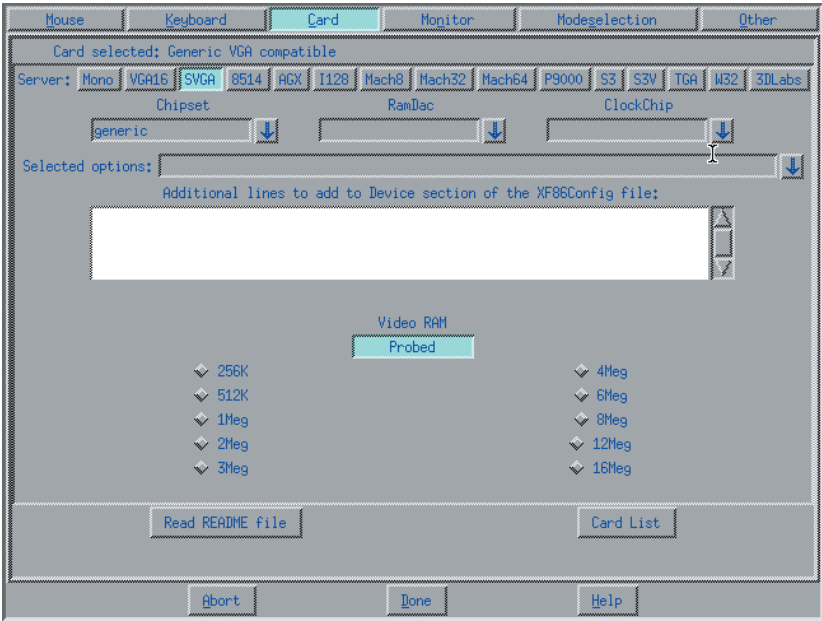 Mouse Keyboard Card Monitor Modeselection Other
Card selected: Generic VGA compatible
Server: Mono VGA16 SVGA 8514 AGX I128 Mach8 Mach32 Mach64 P9000 S3 S3V TGA W32 3DLabs
Chipset RamDac ClockChip
generic
Selected options:
Additional lines to add to Device section of the XF86Config file:
Video RAM
Probed
256K 4Meg
512K 6Meg
1Meg 8Meg
2Meg 12Meg
3Meg 16Meg
Read README file Card List
Abort Done Help